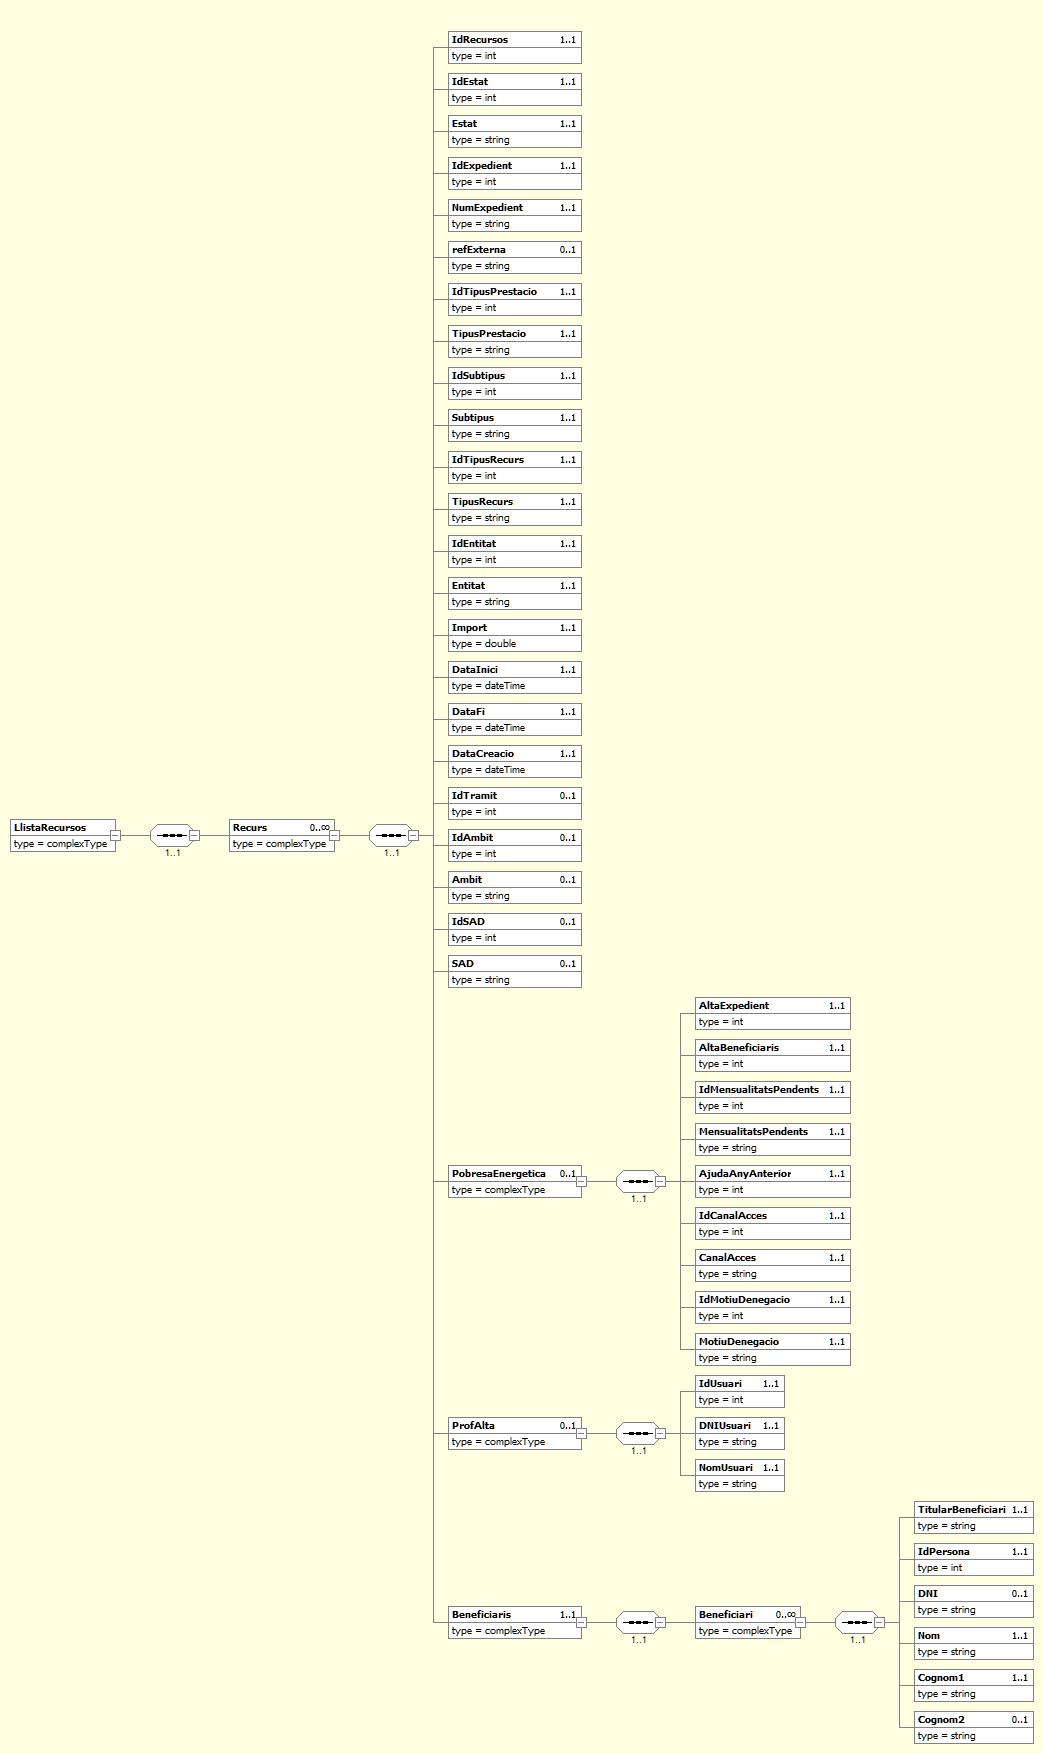 IdRecursos 1..1
type = int
IdEstat 1..1
type = int
Estat 1..1
type = string
IdExpedient 1..1
type = int
NumExpedient 1..1
type = string
refExterna 0..1
type = string
IdTipusPrestacio 1..1
type = int
TipusPrestacio 1..1
type = string
IdSubtipus 1..1
type = int
Subtipus 1..1
type = string
IdTipusRecurs 1..1
type = int
TipusRecurs 1..1
type = string
IdEntitat 1..1
type = int
Entitat 1..1
type = string
Import 1..1
type = double
DataInici 1..1
type = dateTime
DataFi 1..1
type = dateTime
DataCreacio 1..1
type = dateTime
IdTramit 0..1
type = int
LlistaRecursos
type = complexType
1..1
Recurs 0..∞
type = complexType
1..1
IdAmbit 0..1
type = int
Ambit 0..1
type = string
IdSAD 0..1
type = int
SAD 0..1
type = string
PobresaEnergetica 0..1
type = complexType
1..1
AltaExpedient 1..1
type = int
AltaBeneficiaris 1..1
type = int
IdMensualitatsPendents 1..1
type = int
MensualitatsPendents 1..1
type = string
AjudaAnyAnterior 1..1
type = int
IdCanalAcces 1..1
type = int
CanalAcces 1..1
type = string
IdMotiuDenegacio 1..1
type = int
MotiuDenegacio 1..1
type = string
ProfAlta 0..1
type = complexType
1..1
IdUsuari 1..1
type = int
DNIUsuari 1..1
type = string
NomUsuari 1..1
type = string
Beneficiaris 1..1
type = complexType
1..1
Beneficiari 0..∞
type = complexType
1..1
TitularBeneficiari 1..1
type = string
IdPersona 1..1
type = int
DNI 0..1
type = string
Nom 1..1
type = string
Cognom1 1..1
type = string
Cognom2 0..1
type = string